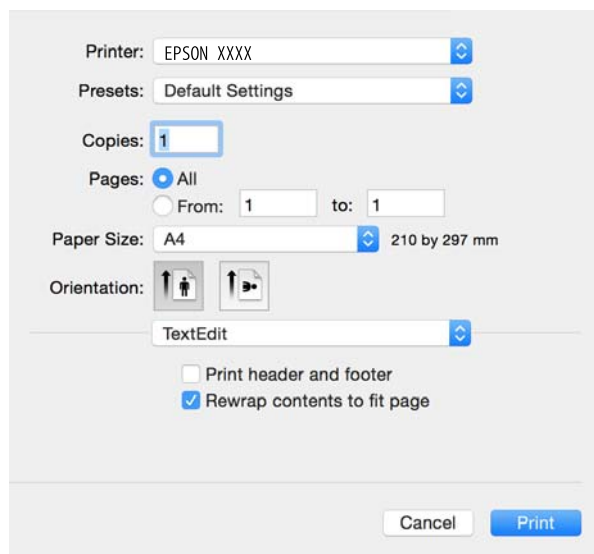 Printer: EPSON XXXX
Presets: Default Settings
Copies: 1
Pages: All
From: 1 to: 1
Paper Size: A4 210 by 297 mm
Orientation:
TextEdit
Print header and footer
Rewrap contents to fit page
Cancel Print